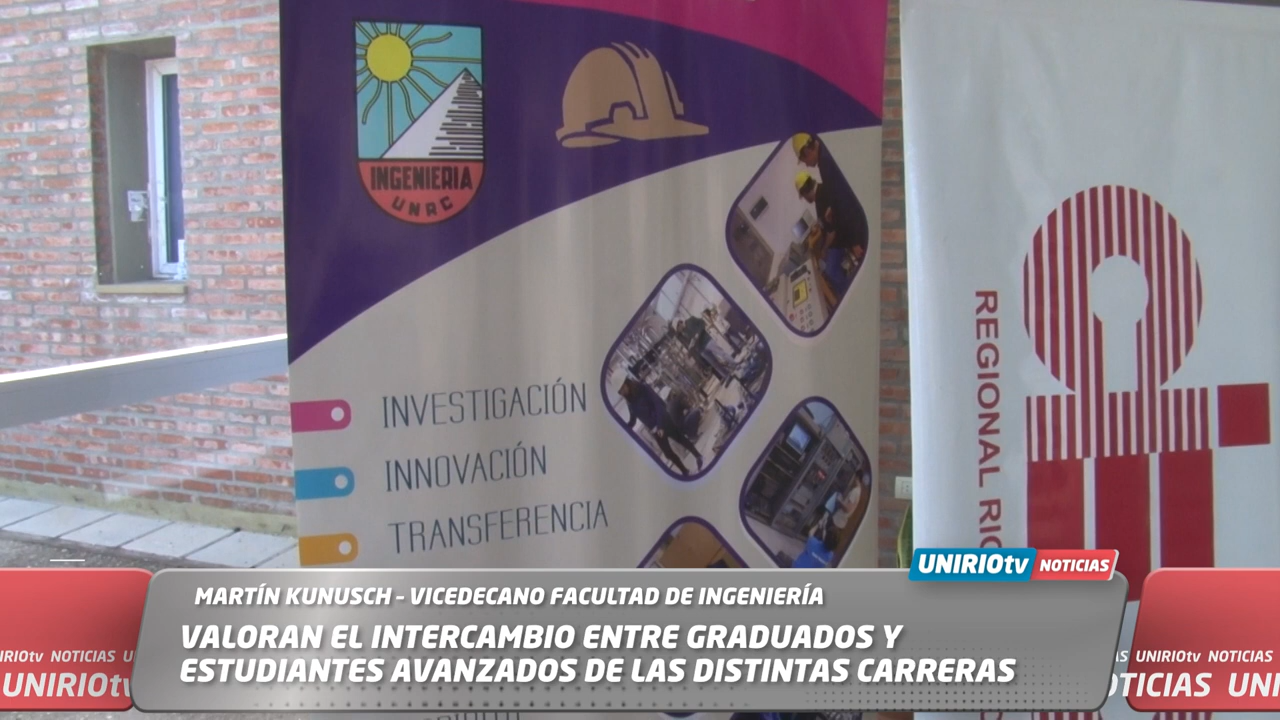 INGENIERIA
UNRC
INVESTIGACIÓN
INNOVACIÓN
TRANSFERENCIA
REGIONAL
UNIRIOtv NOTICIAS
MARTÍN KUNUSCH - VICEDECANO FACULTAD DE INGENIERÍA
VALORAN EL INTERCAMBIO ENTRE GRADUADOS Y
ESTUDIANTES AVANZADOS DE LAS DISTINTAS CARRERAS
NOTICIAS
UNIRIOtv
UNIRIOtv NOTICIAS